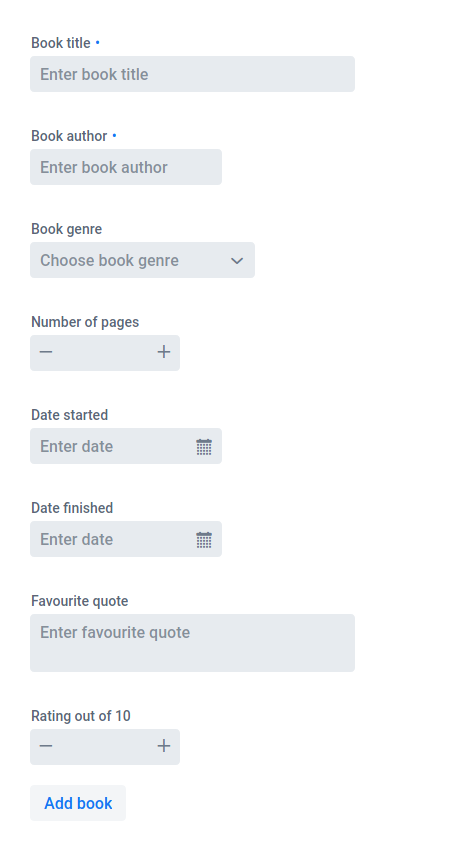 Book title •
Enter book title
Book author •
Enter book author
Book genre
Choose book genre
Number of pages
− +
Date started
Enter date
Date finished
Enter date
Favourite quote
Enter favourite quote
Rating out of 10
− +
Add book